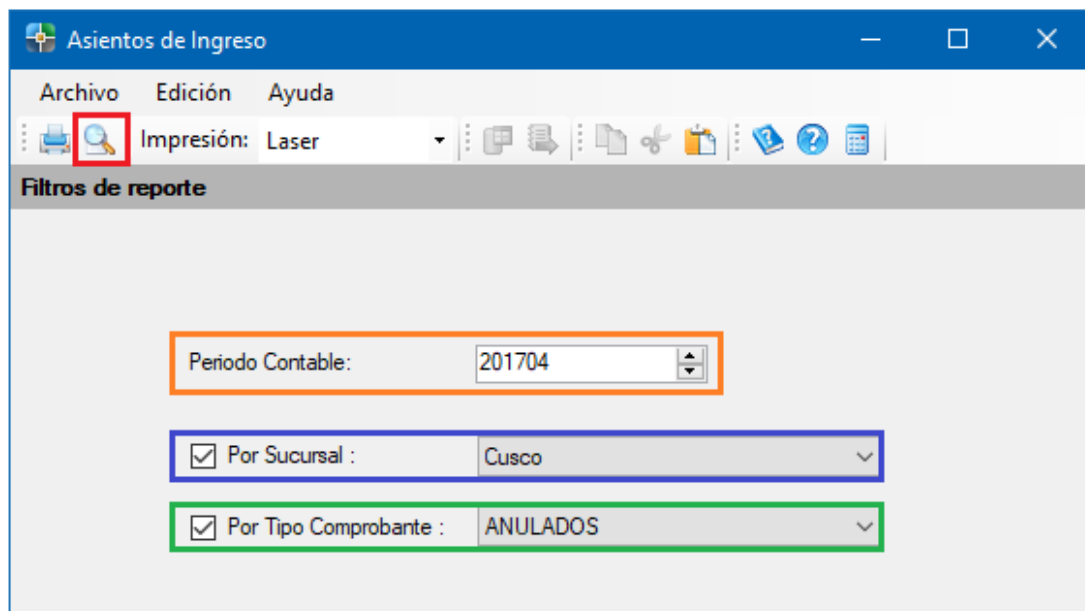 Asientos de Ingreso
Archivo Edición Ayuda
Impresión: Laser
Filtros de reporte
Periodo Contable: 201704
Por Sucursal : Cusco
Por Tipo Comprobante : ANULADOS